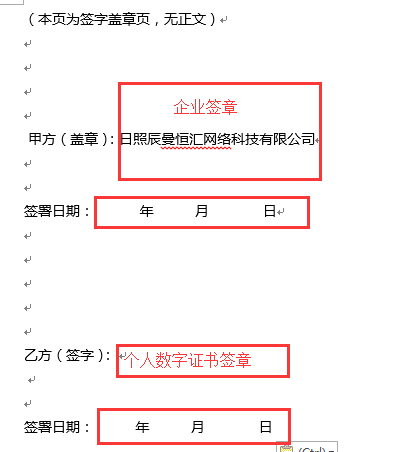 （本页为签字盖章页，无正文）
企业签章
甲方（盖章）：日照辰曼恒汇网络科技有限公司
签署日期： 年 月 日
乙方（签字）：个人数字证书签章
签署日期： 年 月 日
(Ctrl)